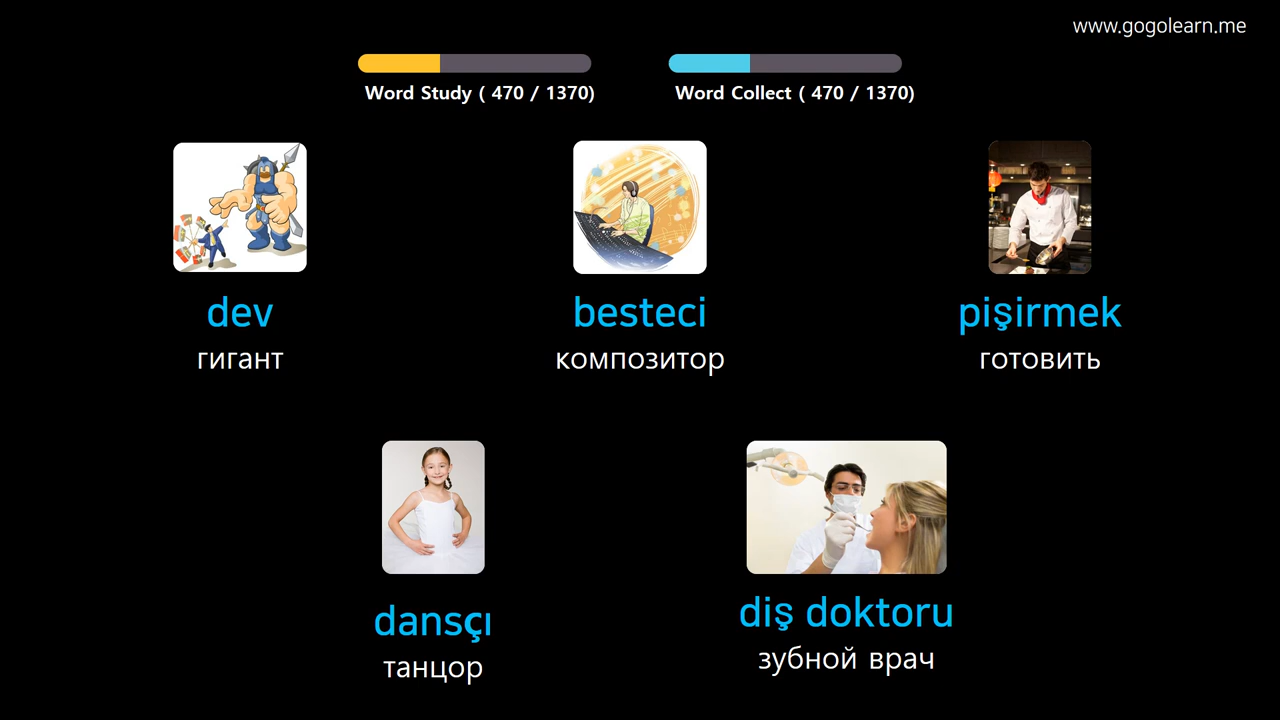 www.gogolearn.me
Word Study ( 470 / 1370)
Word Collect ( 470 / 1370)
dev
гигант
besteci
композитор
pişirmek
готовить
dansçı
танцор
diş doktoru
зубной врач